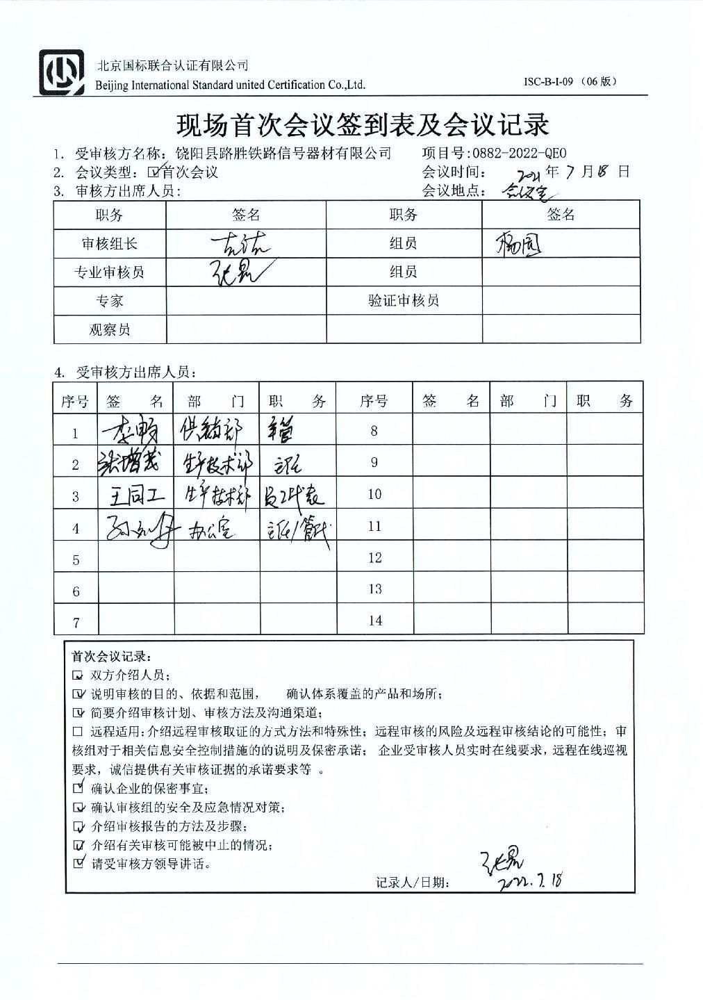 北京国标联合认证有限公司
Beijing International Standard united Certification Co.,Ltd.
ISC-B-I-09 （06 版）
现场首次会议签到表及会议记录
1. 受审核方名称：饶阳县路胜铁路信号器材有限公司 项目号:0882-2022-QEO
2. 会议类型：☑首次会议 会议时间： 年 7 月 18 日
3. 审核方出席人员： 会议地点： 会议室
职务 签名 职务 签名
审核组长 组员 杨园
专业审核员 组员
专家 验证审核员
观察员
4. 受审核方出席人员：
序号 签 名 部 门 职 务 序号 签 名 部 门 职 务
1 李畅 供销部 主管 8
2 张增茂 生产技术部 主任 9
3 王同工 生产技术部 员工代表 10
4 办公室 主任/管代 11
5 12
6 13
7 14
首次会议记录：
☑ 双方介绍人员；
☑ 说明审核的目的、依据和范围， 确认体系覆盖的产品和场所；
☑ 简要介绍审核计划、审核方法及沟通渠道；
□ 远程适用:介绍远程审核取证的方式方法和特殊性；远程审核的风险及远程审核结论的可能性；审
核组对于相关信息安全控制措施的的说明及保密承诺； 企业受审核人员实时在线要求，远程在线巡视
要求，诚信提供有关审核证据的承诺要求等 。
☑ 确认企业的保密事宜；
☑ 确认审核组的安全及应急情况对策；
☑ 介绍审核报告的方法及步骤；
☑ 介绍有关审核可能被中止的情况；
☑ 请受审核方领导讲话。
记录人/日期： 2022.7.18